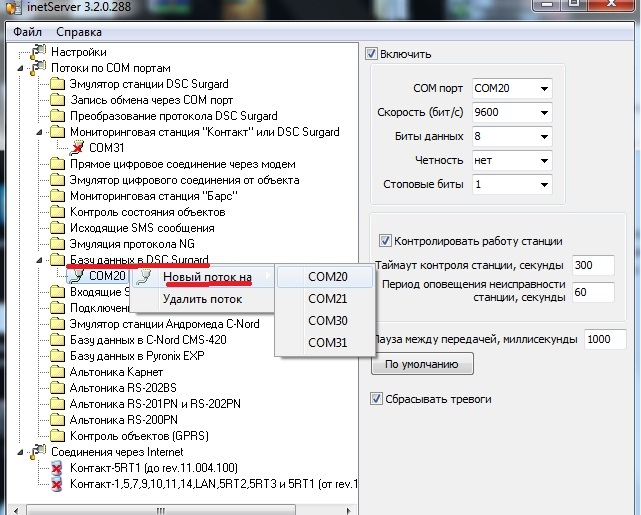 inetServer 3.2.0.288
Файл Справка
Настройки
Потоки по COM портам
Эмулятор станции DSC Surgard
Запись обмена через COM порт
Преобразование протокола DSC Surgard
Мониторинговая станция "Контакт" или DSC Surgard
COM31
Прямое цифровое соединение через модем
Эмулятор цифрового соединения от объекта
Мониторинговая станция "Барс"
Контроль состояния объектов
Исходящие SMS сообщения
Эмуляция протокола NG
Базу данных в DSC Surgard
COM20
Входящие S
Подключен
Эмулятор станции Андромеда C-Nord
Базу данных в C-Nord CMS-420
Базу данных в Pyronix EXP
Альтоника Карнет
Альтоника RS-202BS
Альтоника RS-201PN и RS-202PN
Альтоника RS-200PN
Контроль объектов (GPRS)
Соединения через Internet
Контакт-5RT1 (до rev.11.004.100)
Контакт-1,5,7,9,10,11,14,LAN,5RT2,5RT3 и 5RT1 (от rev.1
Новый поток на
Удалить поток
COM20
COM21
COM30
COM31
Включить
COM порт COM20
Скорость (бит/с) 9600
Биты данных 8
Четность нет
Стоповые биты 1
Контролировать работу станции
Таймаут контроля станции, секунды 300
Период оповещения неисправности
станции, секунды 60
Пауза между передачей, миллисекунды 1000
По умолчанию
Сбрасывать тревоги